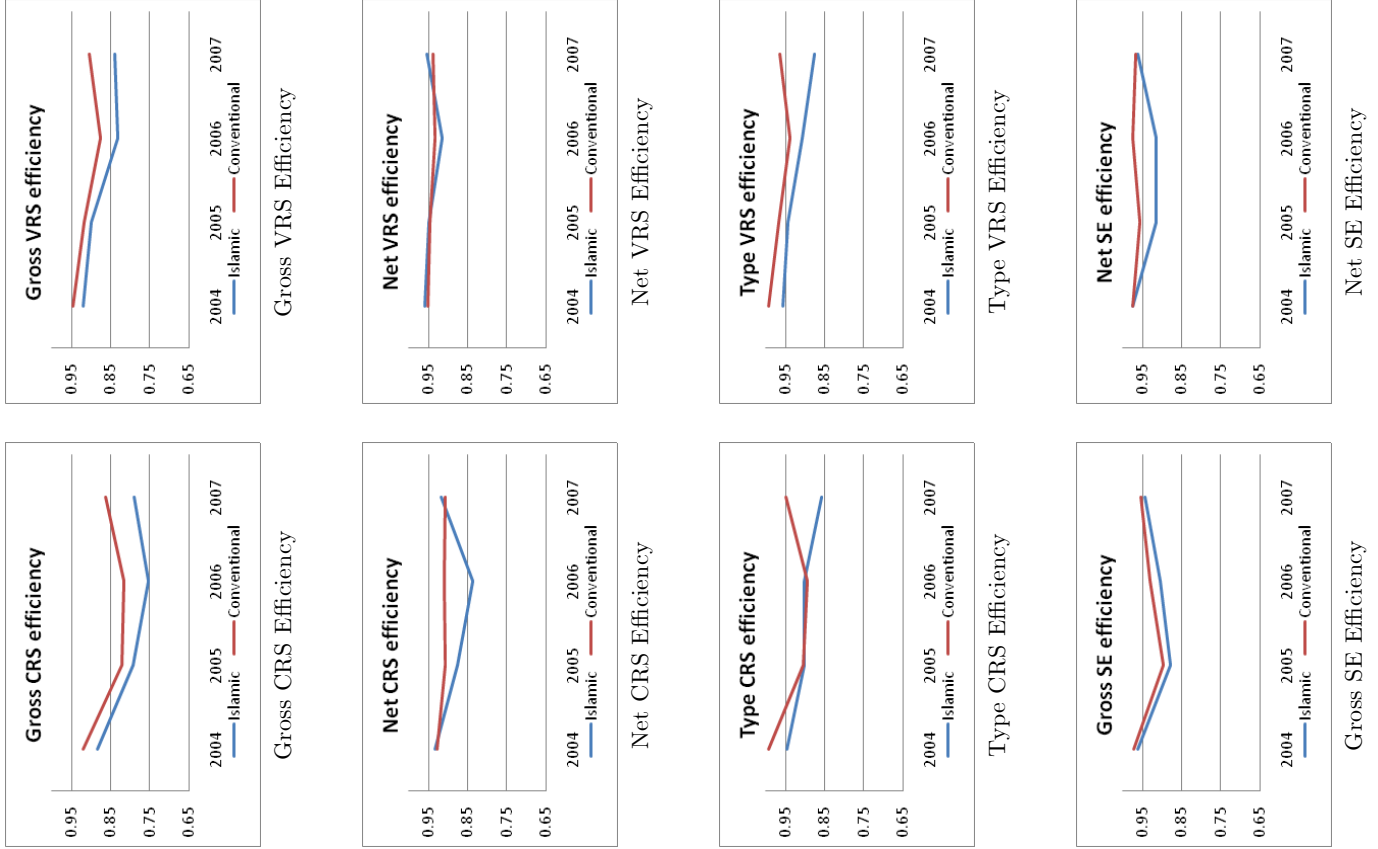 Gross CRS efficiency
0.95
0.85
0.75
0.65
2004 2005 2006 2007
Islamic Conventional
Gross CRS Efficiency
Gross VRS efficiency
0.95
0.85
0.75
0.65
2004 2005 2006 2007
Islamic Conventional
Gross VRS Efficiency
Net CRS efficiency
0.95
0.85
0.75
0.65
2004 2005 2006 2007
Islamic Conventional
Net CRS Efficiency
Net VRS efficiency
0.95
0.85
0.75
0.65
2004 2005 2006 2007
Islamic Conventional
Net VRS Efficiency
Type CRS efficiency
0.95
0.85
0.75
0.65
2004 2005 2006 2007
Islamic Conventional
Type CRS Efficiency
Type VRS efficiency
0.95
0.85
0.75
0.65
2004 2005 2006 2007
Islamic Conventional
Type VRS Efficiency
Gross SE efficiency
0.95
0.85
0.75
0.65
2004 2005 2006 2007
Islamic Conventional
Gross SE Efficiency
Net SE efficiency
0.95
0.85
0.75
0.65
2004 2005 2006 2007
Islamic Conventional
Net SE Efficiency